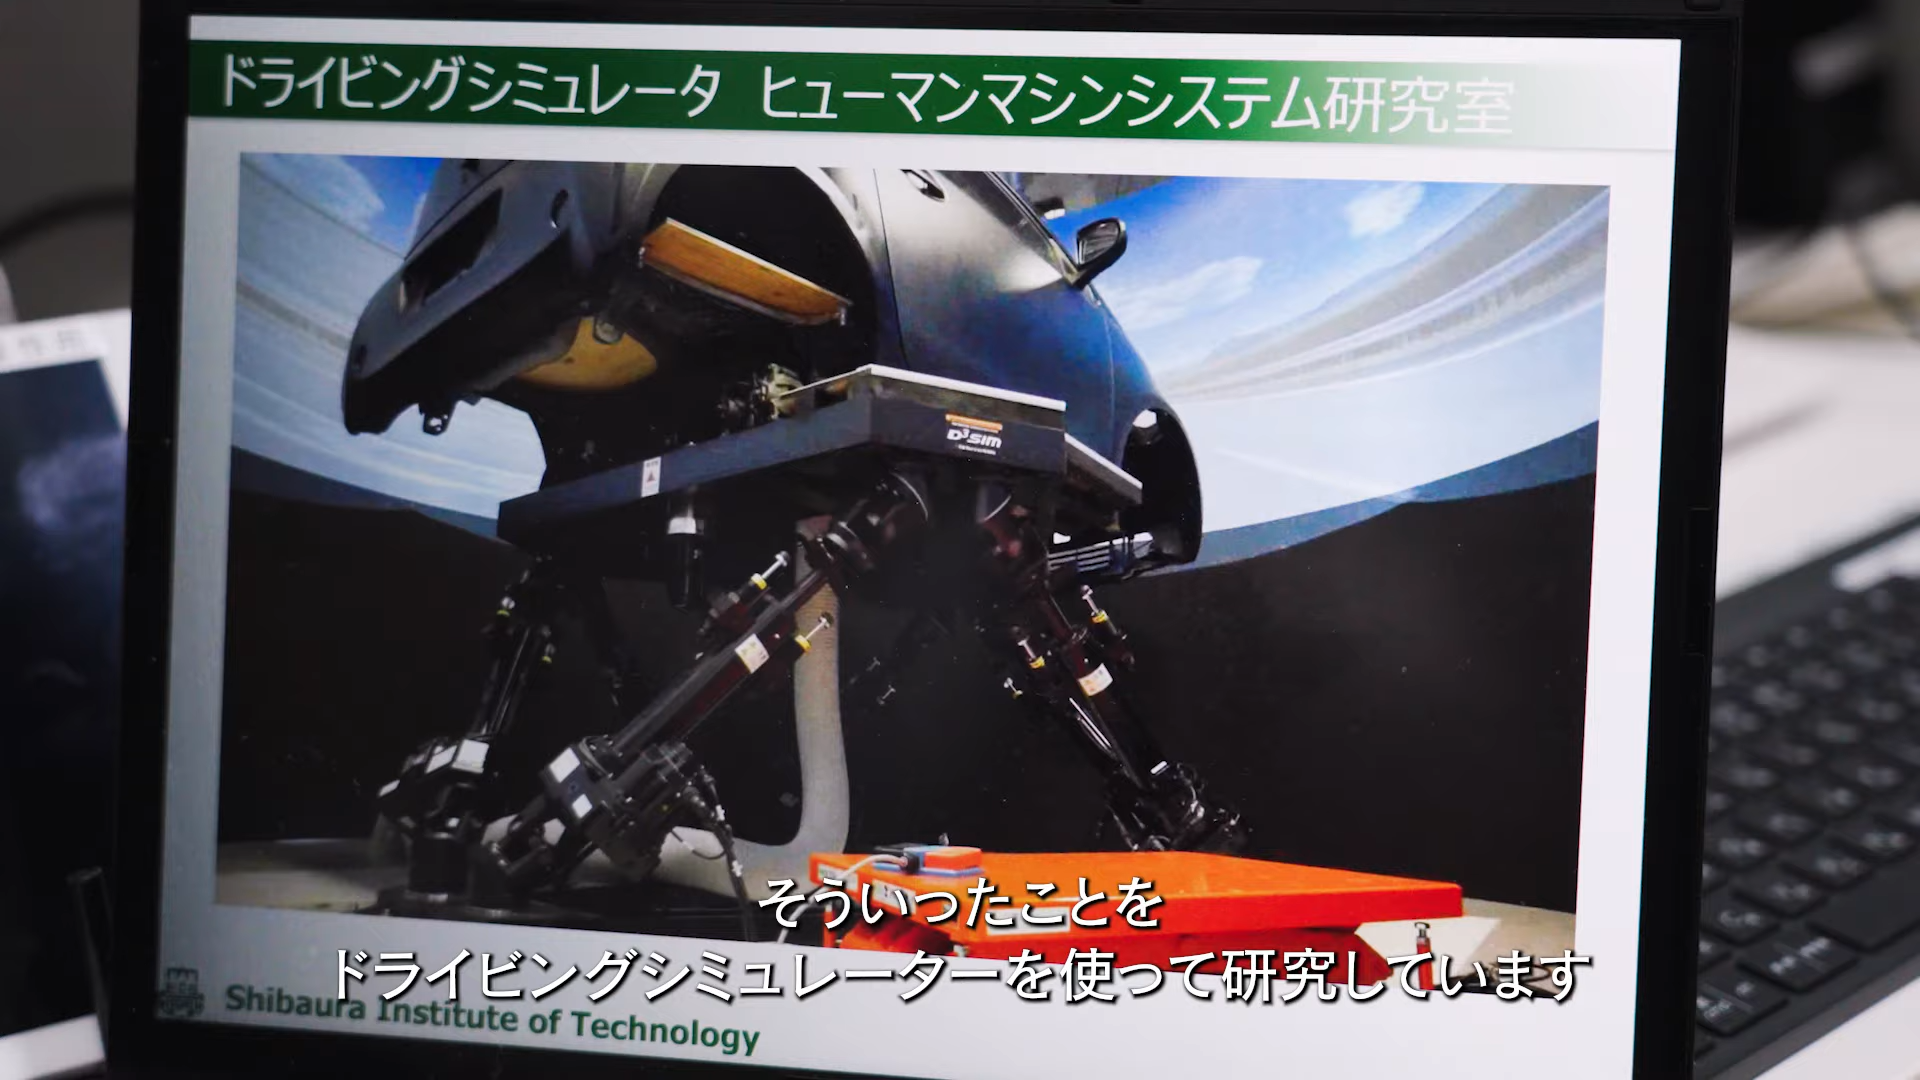 ドライビングシミュレータ ヒューマンマシンシステム研究室
D³sim
そういったことを
ドライビングシミュレーターを使って研究しています
Shibaura Institute of Technology